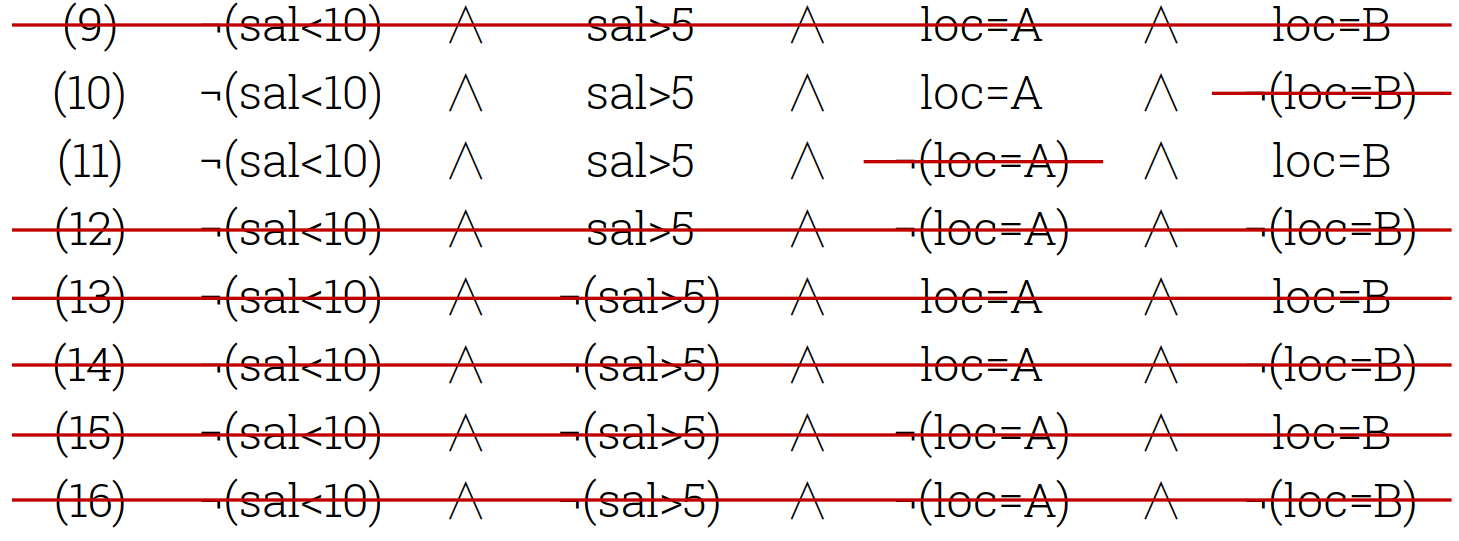 (9) ¬(sal<10) ∧ sal>5 ∧ loc=A ∧ loc=B
(10) ¬(sal<10) ∧ sal>5 ∧ loc=A ∧ ¬(loc=B)
(11) ¬(sal<10) ∧ sal>5 ∧ ¬(loc=A) ∧ loc=B
(12) ¬(sal<10) ∧ sal>5 ∧ ¬(loc=A) ∧ ¬(loc=B)
(13) ¬(sal<10) ∧ ¬(sal>5) ∧ loc=A ∧ loc=B
(14) ¬(sal<10) ∧ ¬(sal>5) ∧ loc=A ∧ ¬(loc=B)
(15) ¬(sal<10) ∧ ¬(sal>5) ∧ ¬(loc=A) ∧ loc=B
(16) ¬(sal<10) ∧ ¬(sal>5) ∧ ¬(loc=A) ∧ ¬(loc=B)